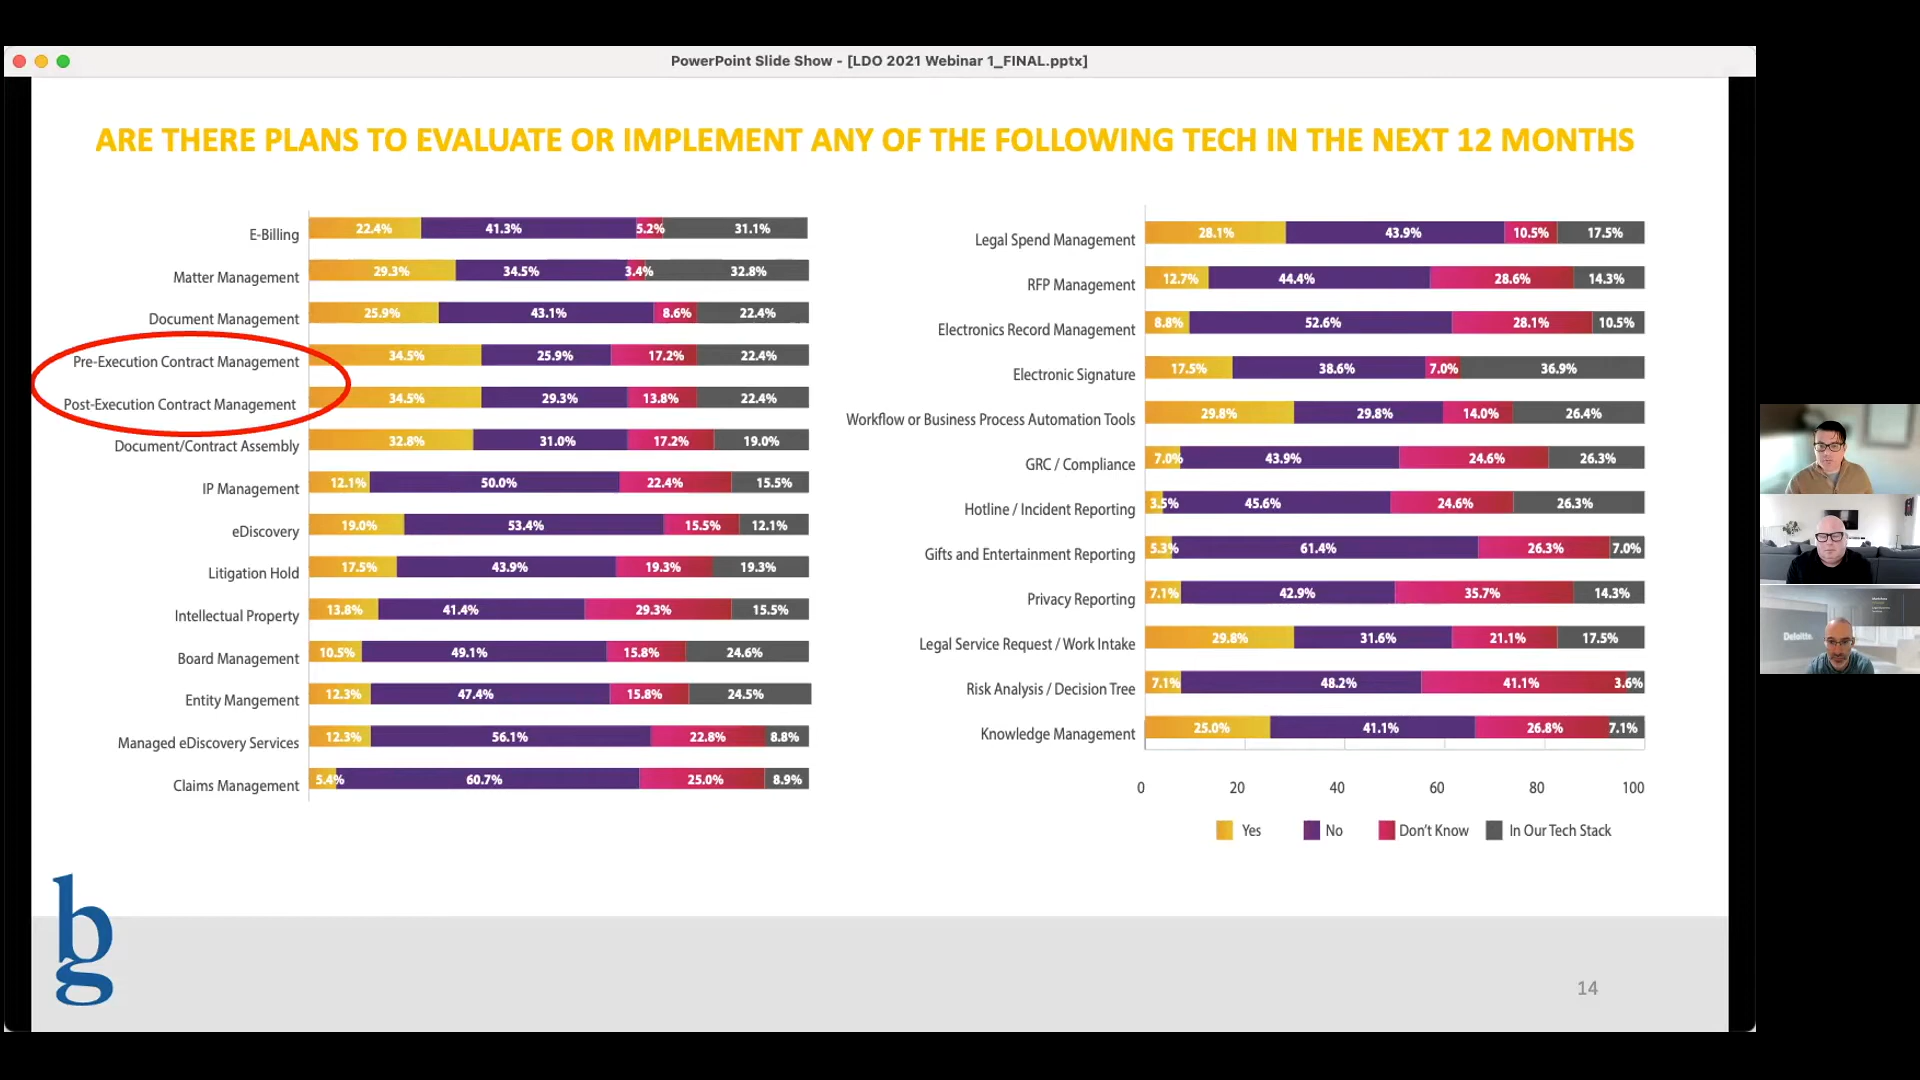 PowerPoint Slide Show - [LDO 2021 Webinar 1_FINAL.pptx]
ARE THERE PLANS TO EVALUATE OR IMPLEMENT ANY OF THE FOLLOWING TECH IN THE NEXT 12 MONTHS
E-Billing 22.4% 41.3% 5.2% 31.1%
Matter Management 29.3% 34.5% 3.4% 32.8%
Document Management 25.9% 43.1% 8.6% 22.4%
Pre-Execution Contract Management 34.5% 25.9% 17.2% 22.4%
Post-Execution Contract Management 34.5% 29.3% 13.8% 22.4%
Document/Contract Assembly 32.8% 31.0% 17.2% 19.0%
IP Management 12.1% 50.0% 22.4% 15.5%
eDiscovery 19.0% 53.4% 15.5% 12.1%
Litigation Hold 17.5% 43.9% 19.3% 19.3%
Intellectual Property 13.8% 41.4% 29.3% 15.5%
Board Management 10.5% 49.1% 15.8% 24.6%
Entity Mangement 12.3% 47.4% 15.8% 24.5%
Managed eDiscovery Services 12.3% 56.1% 22.8% 8.8%
Claims Management 5.4% 60.7% 25.0% 8.9%
Legal Spend Management 28.1% 43.9% 10.5% 17.5%
RFP Management 12.7% 44.4% 28.6% 14.3%
Electronics Record Management 8.8% 52.6% 28.1% 10.5%
Electronic Signature 17.5% 38.6% 7.0% 36.9%
Workflow or Business Process Automation Tools 29.8% 29.8% 14.0% 26.4%
GRC / Compliance 7.0% 43.9% 24.6% 26.3%
Hotline / Incident Reporting 3.5% 45.6% 24.6% 26.3%
Gifts and Entertainment Reporting 5.3% 61.4% 26.3% 7.0%
Privacy Reporting 7.1% 42.9% 35.7% 14.3%
Legal Service Request / Work Intake 29.8% 31.6% 21.1% 17.5%
Risk Analysis / Decision Tree 7.1% 48.2% 41.1% 3.6%
Knowledge Management 25.0% 41.1% 26.8% 7.1%
0 20 40 60 80 100
Yes No Don't Know In Our Tech Stack
bg
14
Deloitte.